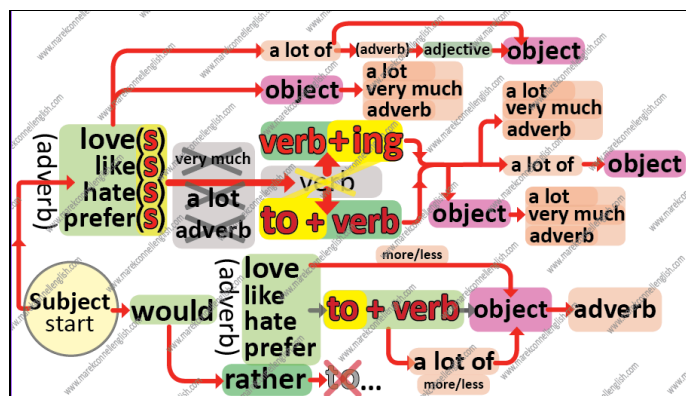 a lot of (adverb) adjective object
object
a lot
very much
adverb
(adverb)
love(s)
like(s)
hate(s)
prefer(s)
very much
a lot
adverb
verb+ing
verb
to + verb
a lot
very much
adverb
a lot of object
object
a lot
very much
adverb
Subject
start
would
(adverb)
love
like
hate
prefer
more/less
to + verb
object
adverb
a lot of
more/less
rather
to...
www.marekconnellenglish.com